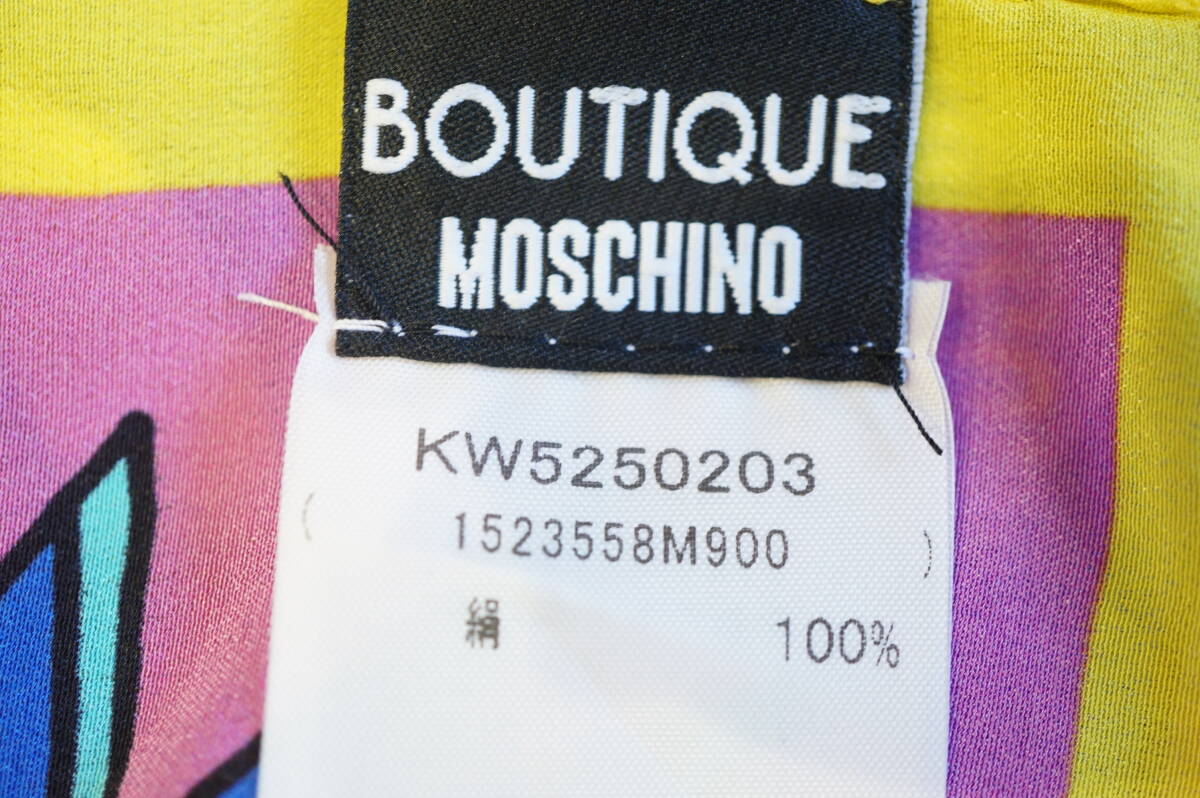 BOUTIQUE
MOSCHINO
KW5250203
( 1523558M900 )
絹 100%